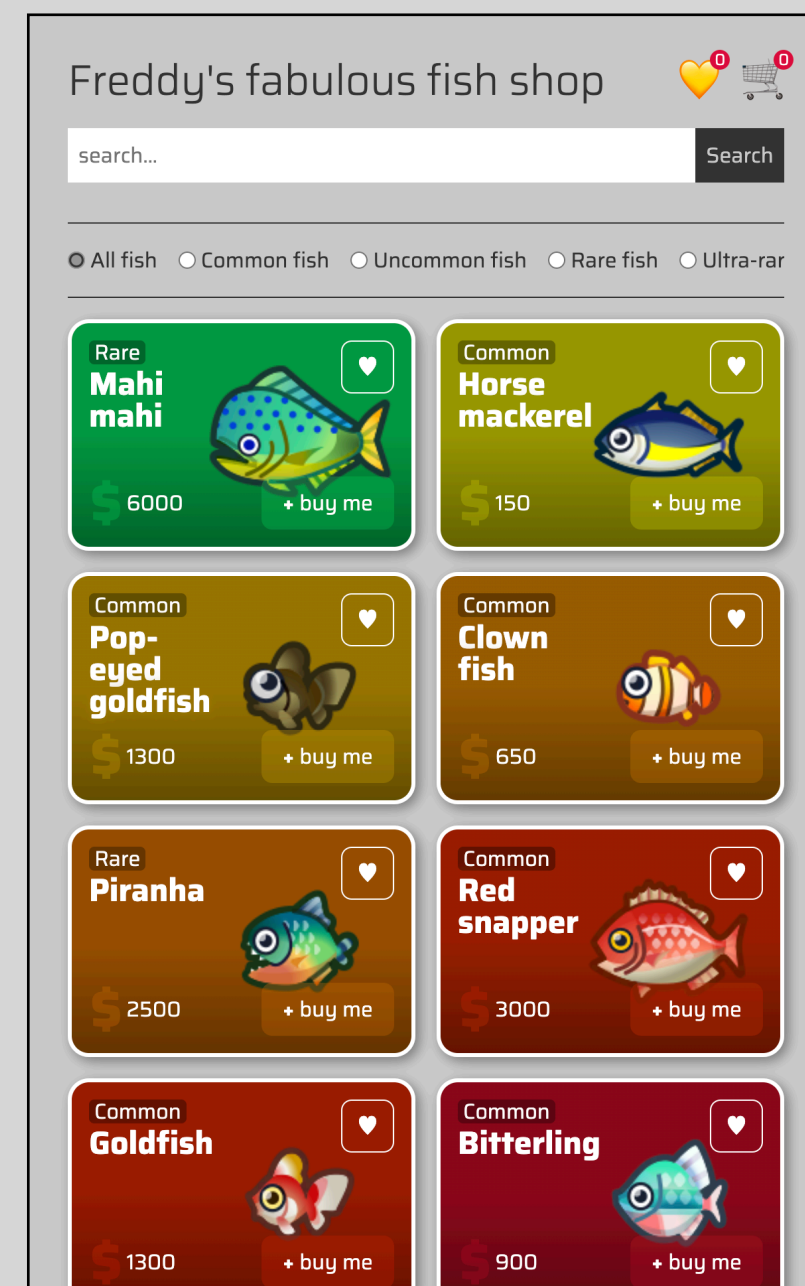 Freddy's fabulous fish shop
0
0
search...
Search
All fish
Common fish
Uncommon fish
Rare fish
Ultra-rar
Rare
Mahi
mahi
$ 6000
+ buy me
Common
Horse
mackerel
$ 150
+ buy me
Common
Pop-
eyed
goldfish
$ 1300
+ buy me
Common
Clown
fish
$ 650
+ buy me
Rare
Piranha
$ 2500
+ buy me
Common
Red
snapper
$ 3000
+ buy me
Common
Goldfish
$ 1300
+ buy me
Common
Bitterling
$ 900
+ buy me